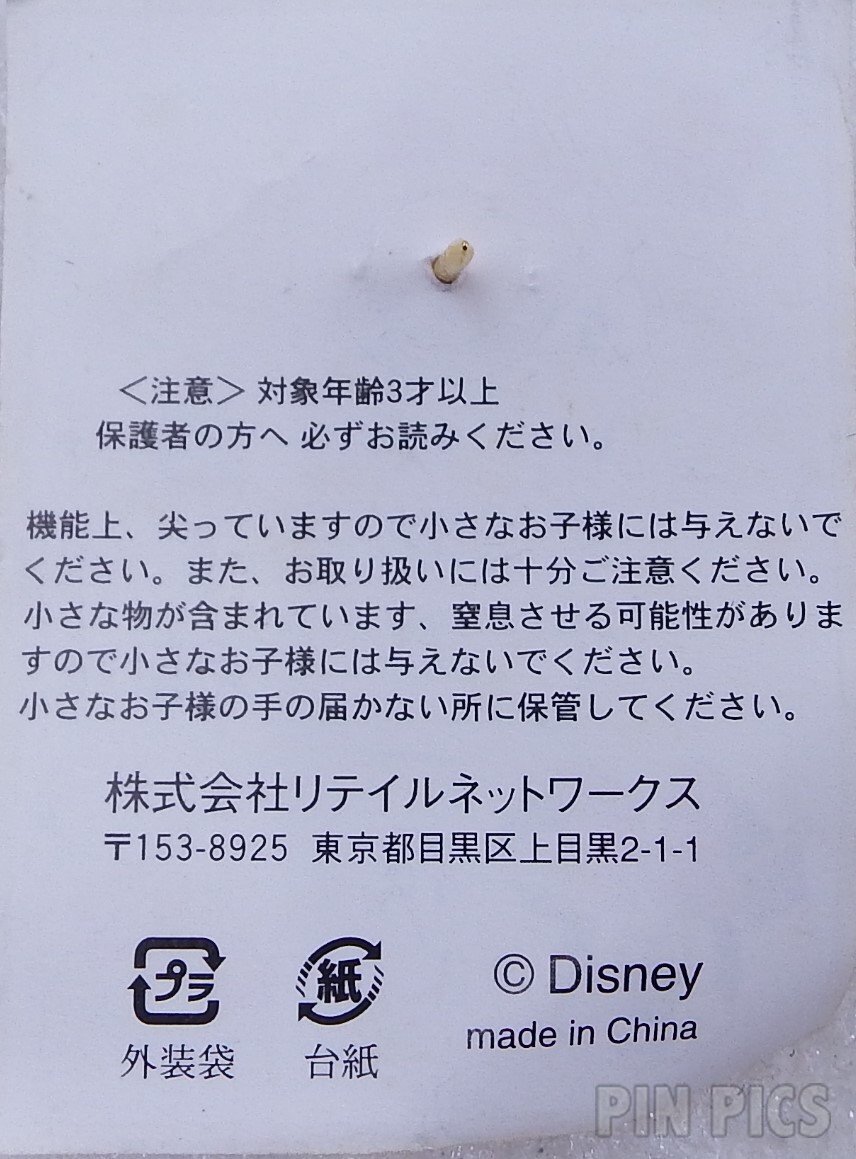 ＜注意＞対象年齢3才以上
保護者の方へ 必ずお読みください。
機能上、尖っていますので小さなお子様には与えないで
ください。また、お取り扱いには十分ご注意ください。
小さな物が含まれています、窒息させる可能性がありま
すので小さなお子様には与えないでください。
小さなお子様の手の届かない所に保管してください。
株式会社リテイルネットワークス
〒153-8925 東京都目黒区上目黒2-1-1
プラ 紙 © Disney
made in China
外装袋 台紙
PIN PICS